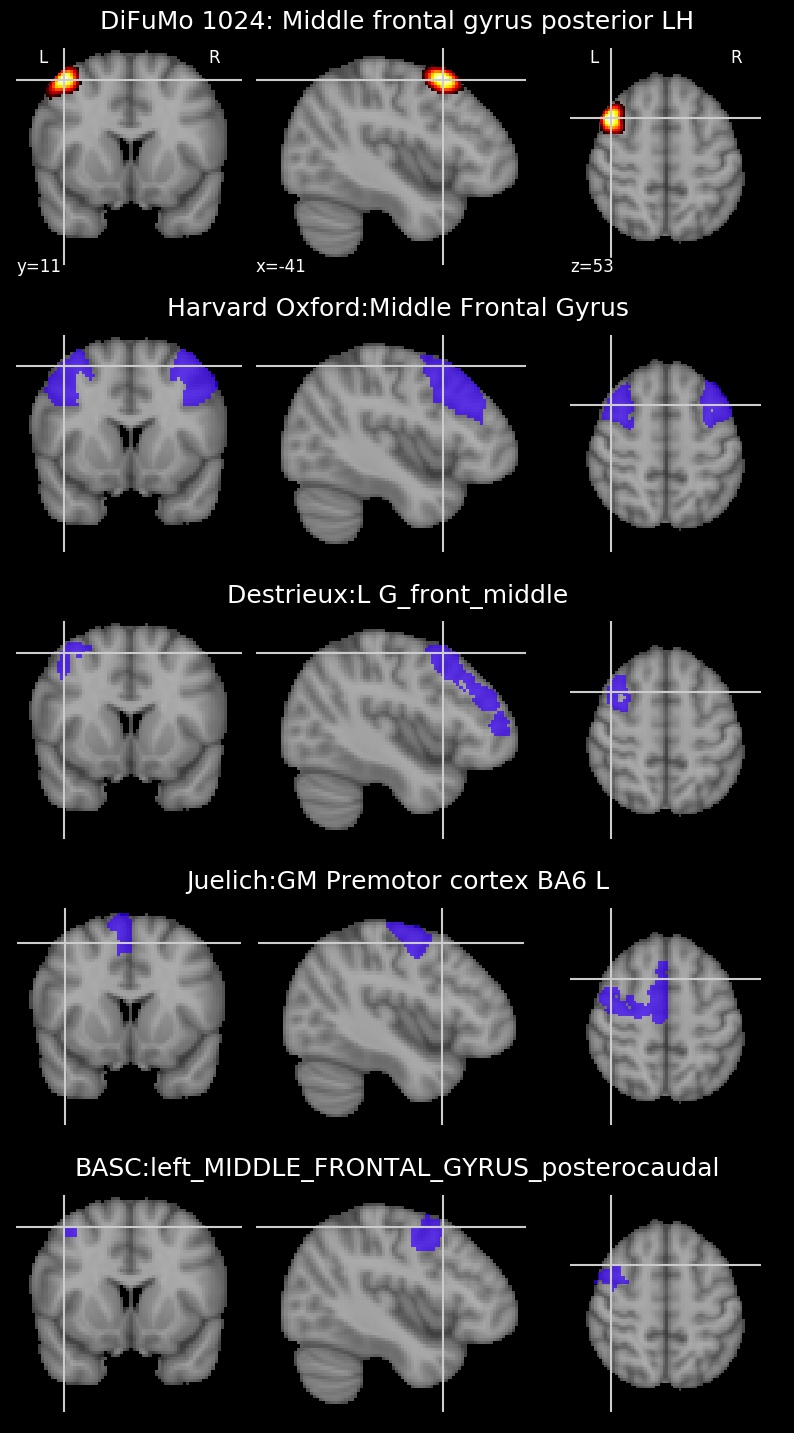 DiFuMo 1024: Middle frontal gyrus posterior LH
L R L R
y=11 x=-41 z=53
Harvard Oxford:Middle Frontal Gyrus
Destrieux:L G_front_middle
Juelich:GM Premotor cortex BA6 L
BASC:left_MIDDLE_FRONTAL_GYRUS_posterocaudal